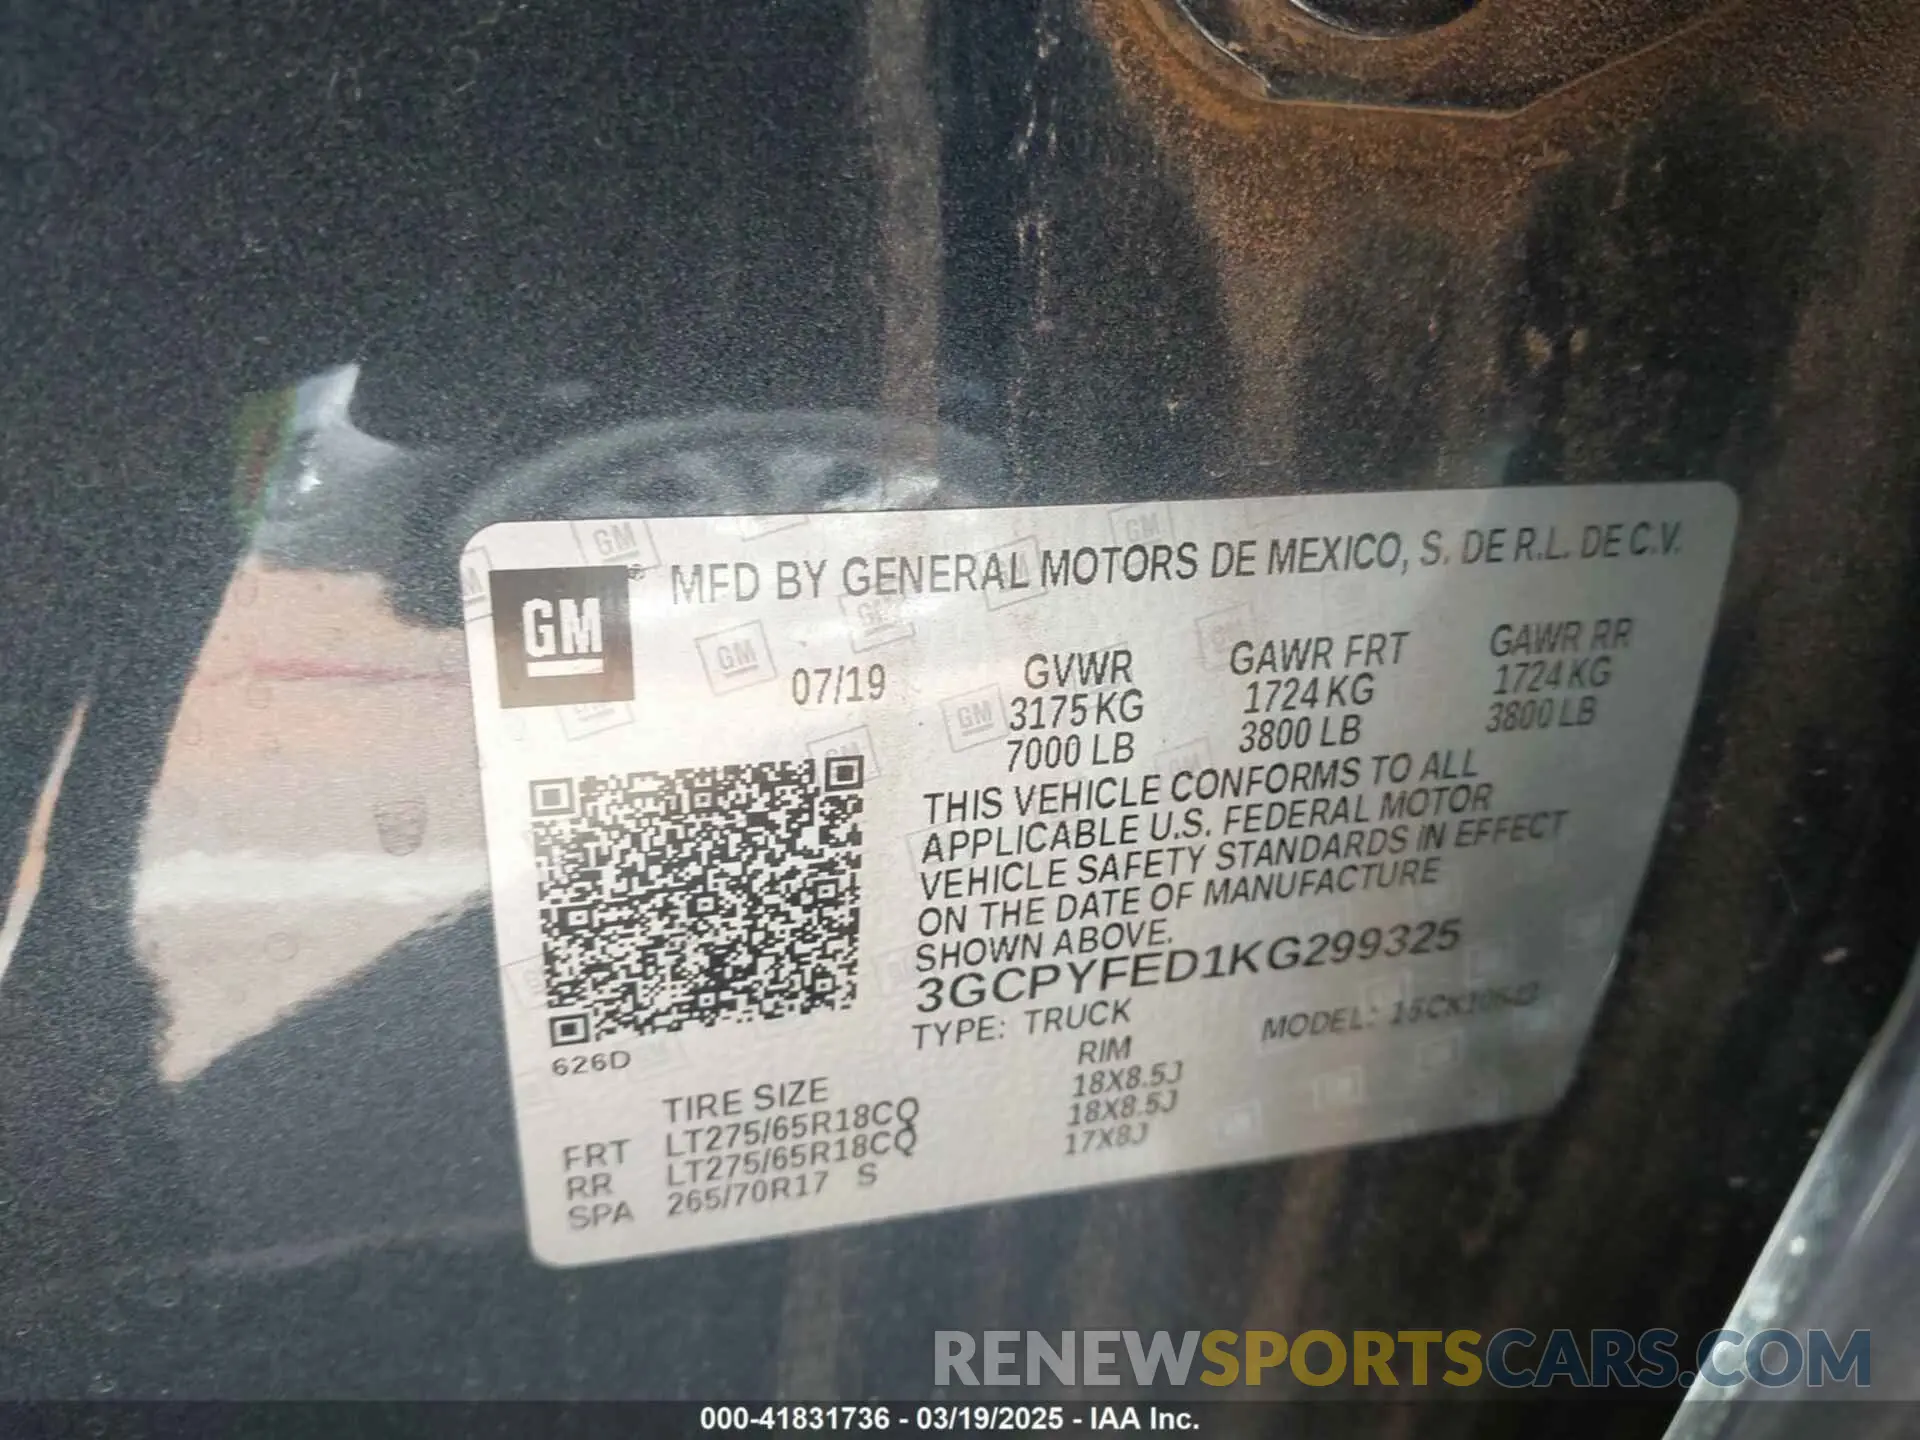 GM
MFD BY GENERAL MOTORS DE MEXICO, S. DE R.L. DE C.V.
07/19
GVWR GAWR FRT GAWR RR
3175 KG 1724 KG 1724 KG
7000 LB 3800 LB 3800 LB
THIS VEHICLE CONFORMS TO ALL
APPLICABLE U.S. FEDERAL MOTOR
VEHICLE SAFETY STANDARDS IN EFFECT
ON THE DATE OF MANUFACTURE
SHOWN ABOVE.
3GCPYFED1KG299325
TYPE: TRUCK MODEL:
626D
TIRE SIZE RIM
FRT LT275/65R18CQ 18X8.5J
RR LT275/65R18CQ 18X8.5J
SPA 265/70R17 S 17X8J
RENEWSPORTSCARS.COM
000-41831736 - 03/19/2025 - IAA Inc.